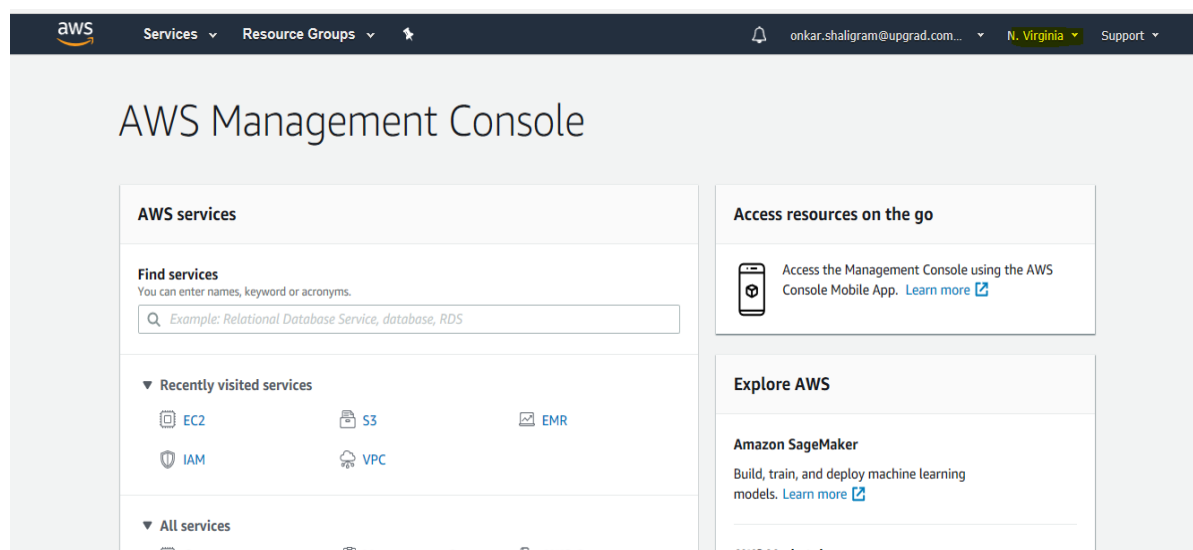 aws Services Resource Groups onkar.shaligram@upgrad.com... N. Virginia Support
AWS Management Console
AWS services
Find services
You can enter names, keyword or acronyms.
Example: Relational Database Service, database, RDS
Recently visited services
EC2 S3 EMR
IAM VPC
All services
Access resources on the go
Access the Management Console using the AWS
Console Mobile App. Learn more
Explore AWS
Amazon SageMaker
Build, train, and deploy machine learning
models. Learn more